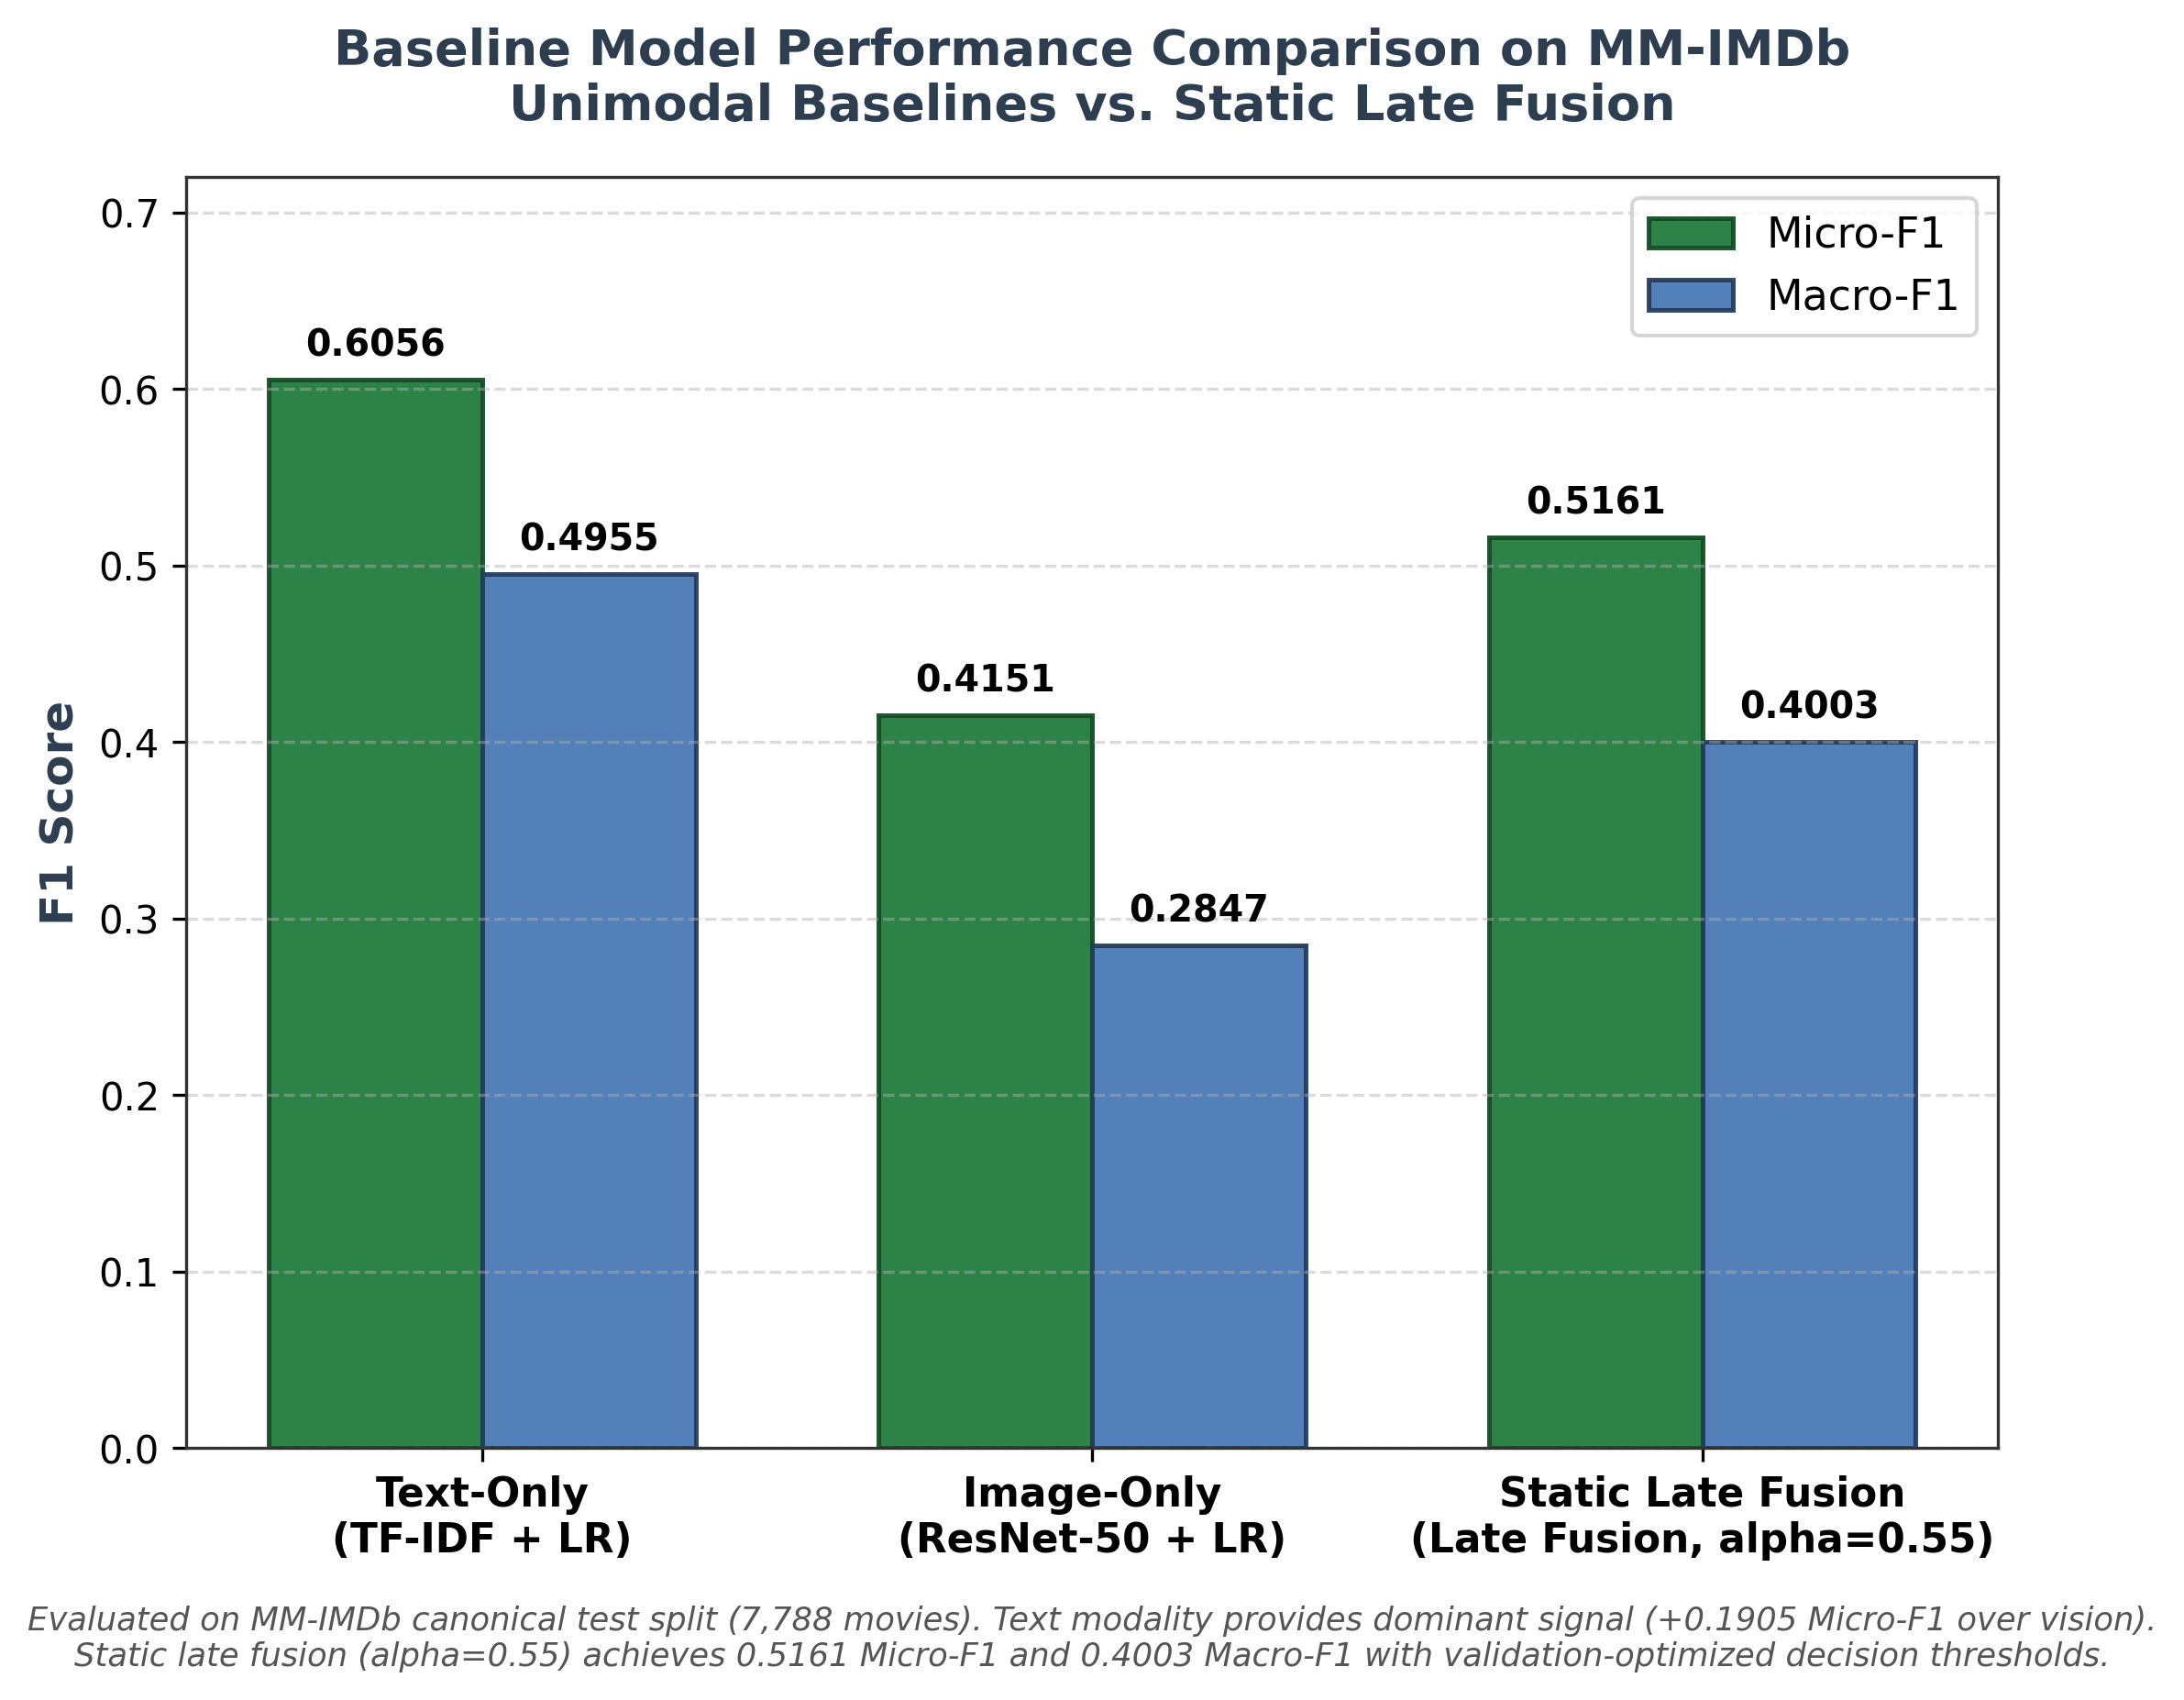 Baseline Model Performance Comparison on MM-IMDb
Unimodal Baselines vs. Static Late Fusion
F1 Score
0.7
0.6
0.5
0.4
0.3
0.2
0.1
0.0
Micro-F1
Macro-F1
0.6056
0.4955
0.4151
0.2847
0.5161
0.4003
Text-Only
(TF-IDF + LR)
Image-Only
(ResNet-50 + LR)
Static Late Fusion
(Late Fusion, alpha=0.55)
Evaluated on MM-IMDb canonical test split (7,788 movies). Text modality provides dominant signal (+0.1905 Micro-F1 over vision).
Static late fusion (alpha=0.55) achieves 0.5161 Micro-F1 and 0.4003 Macro-F1 with validation-optimized decision thresholds.